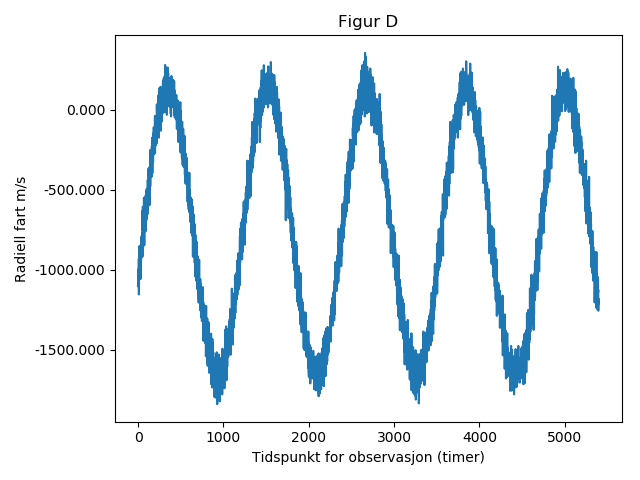 Figur D
Radiell fart m/s
0.000
-500.000
-1000.000
-1500.000
0 1000 2000 3000 4000 5000
Tidspunkt for observasjon (timer)